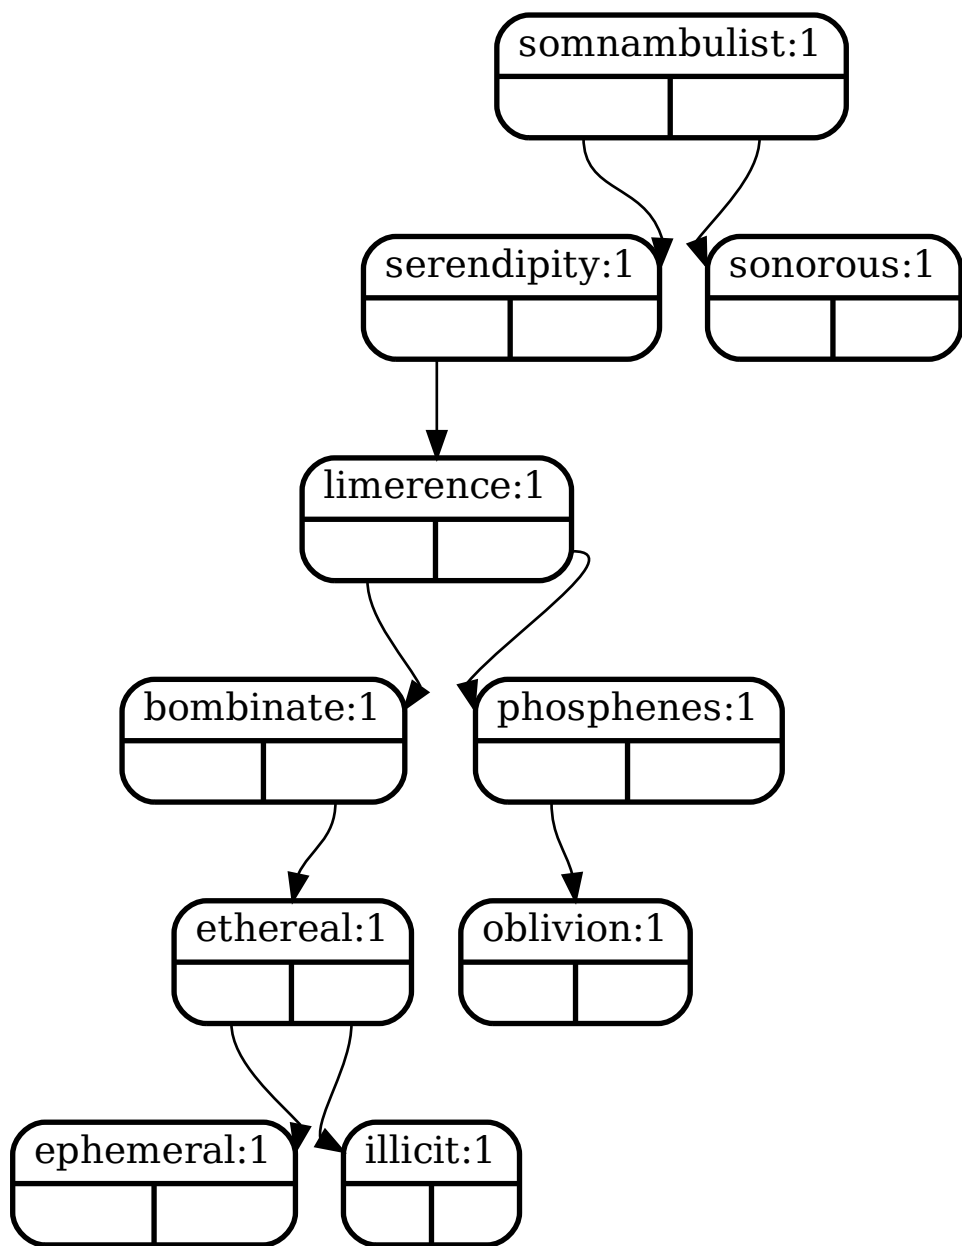 somnambulist:1
serendipity:1
sonorous:1
limerence:1
bombinate:1
phosphenes:1
ethereal:1
oblivion:1
ephemeral:1
illicit:1